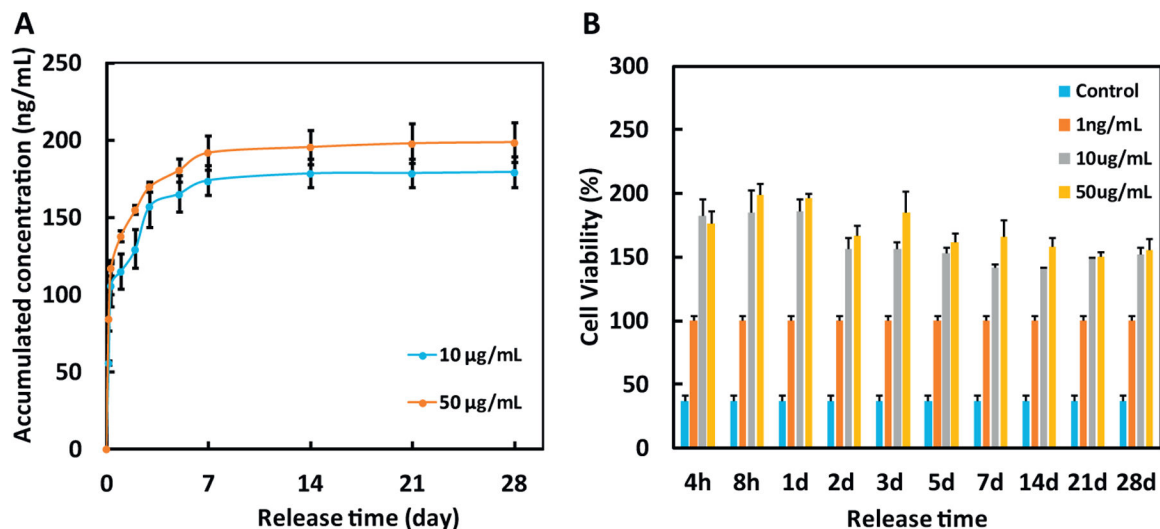 A
Accumulated concentration (ng/mL)
250
200
150
100
50
0
0 7 14 21 28
Release time (day)
10 µg/mL
50 µg/mL
B
Cell Viability (%)
300
250
200
150
100
50
0
4h 8h 1d 2d 3d 5d 7d 14d 21d 28d
Release time
Control
1ng/mL
10ug/mL
50ug/mL